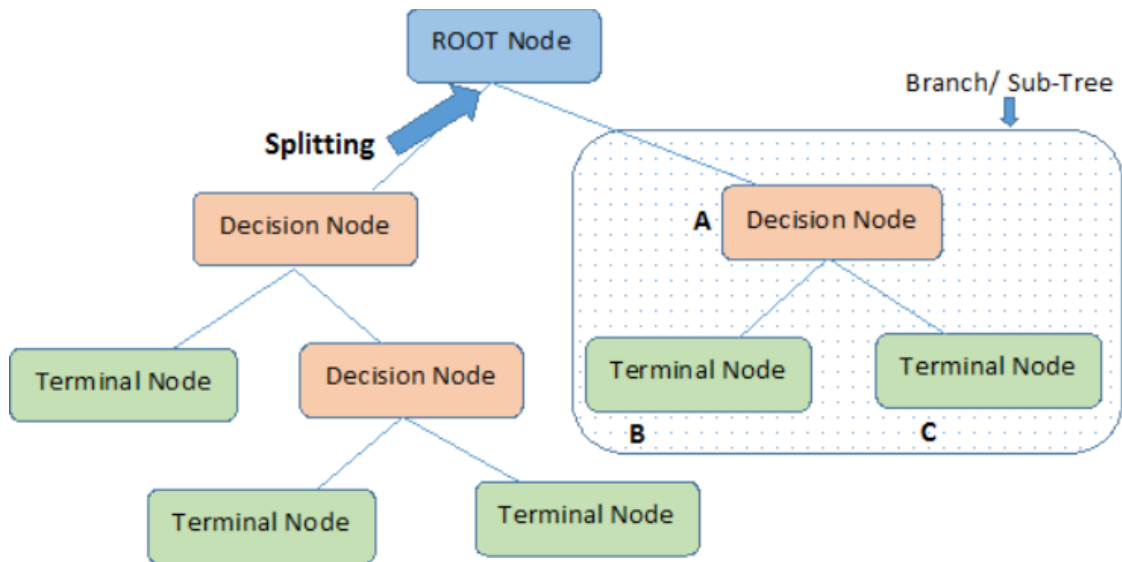 ROOT Node
Branch/ Sub-Tree
Splitting
Decision Node
A
Decision Node
Terminal Node
Decision Node
Terminal Node
Terminal Node
B
C
Terminal Node
Terminal Node